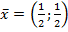 x̄ = (1/2; 1/2)